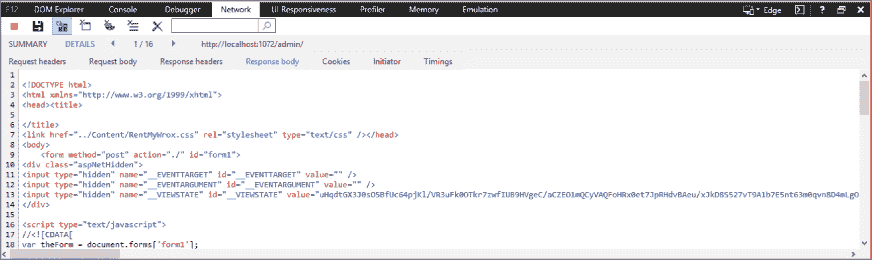 F12 DOM Explorer Console Debugger Network UI Responsiveness Profiler Memory Emulation Edge ?
SUMMARY DETAILS 1 / 16 http://localhost:1072/admin/
Request headers Request body Response headers Response body Cookies Initiator Timings
1
2 <!DOCTYPE html>
3 <html xmlns="http://www.w3.org/1999/xhtml">
4 <head><title>
5
6 </title>
7 <link href="../Content/RentMyWrox.css" rel="stylesheet" type="text/css" /></head>
8 <body>
9 <form method="post" action="./" id="form1">
10 <div class="aspNetHidden">
11 <input type="hidden" name="__EVENTTARGET" id="__EVENTTARGET" value="" />
12 <input type="hidden" name="__EVENTARGUMENT" id="__EVENTARGUMENT" value="" />
13 <input type="hidden" name="__VIEWSTATE" id="__VIEWSTATE" value="
14 </div>
15
16 <script type="text/javascript">
17 //<![CDATA[
18 var theForm = document.forms['form1'];